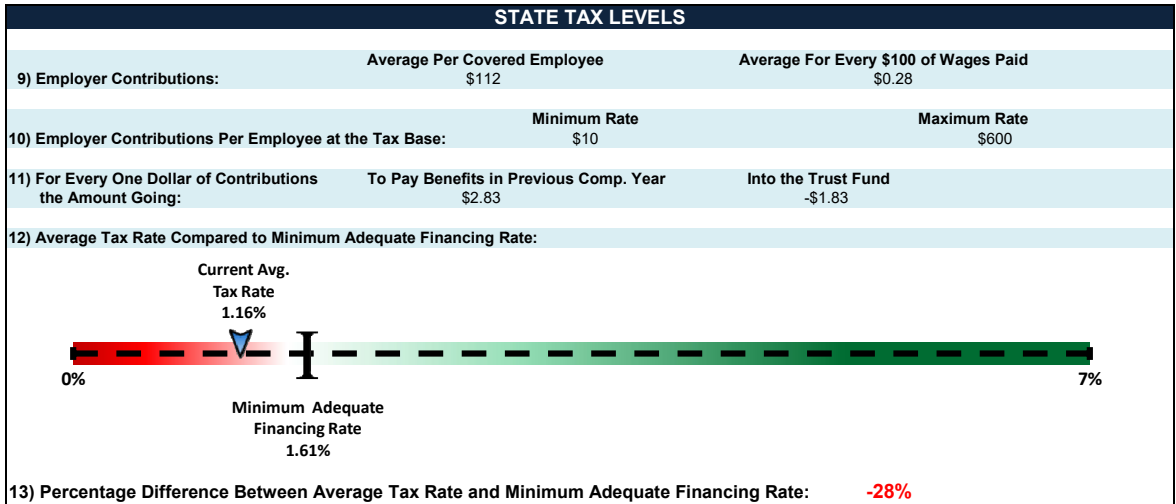 STATE TAX LEVELS
Average Per Covered Employee Average For Every $100 of Wages Paid
9) Employer Contributions: $112 $0.28
Minimum Rate Maximum Rate
10) Employer Contributions Per Employee at the Tax Base: $10 $600
11) For Every One Dollar of Contributions To Pay Benefits in Previous Comp. Year Into the Trust Fund
the Amount Going: $2.83 -$1.83
12) Average Tax Rate Compared to Minimum Adequate Financing Rate:
Current Avg.
Tax Rate
1.16%
0% 7%
Minimum Adequate
Financing Rate
1.61%
13) Percentage Difference Between Average Tax Rate and Minimum Adequate Financing Rate: -28%